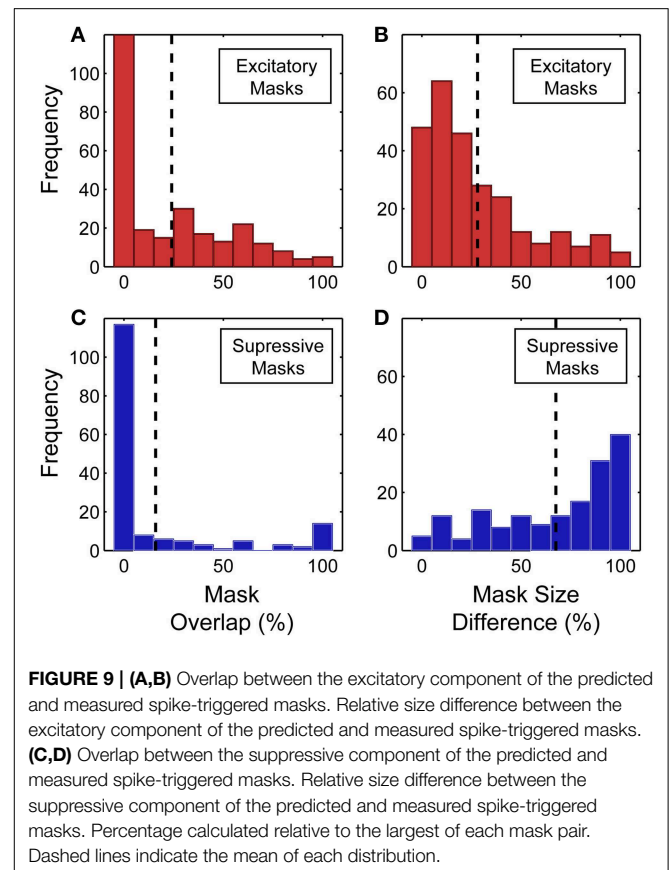 A
B
Excitatory
Masks
Excitatory
Masks
Frequency
100
80
60
40
20
0
60
40
20
0
0
50
100
0
50
100
C
D
Supressive
Masks
Supressive
Masks
Frequency
100
80
60
40
20
0
60
40
20
0
0
50
100
0
50
100
Mask
Overlap (%)
Mask Size
Difference (%)
FIGURE 9 | (A,B) Overlap between the excitatory component of the predicted
and measured spike-triggered masks. Relative size difference between the
excitatory component of the predicted and measured spike-triggered masks.
(C,D) Overlap between the suppressive component of the predicted and
measured spike-triggered masks. Relative size difference between the
suppressive component of the predicted and measured spike-triggered
masks. Percentage calculated relative to the largest of each mask pair.
Dashed lines indicate the mean of each distribution.